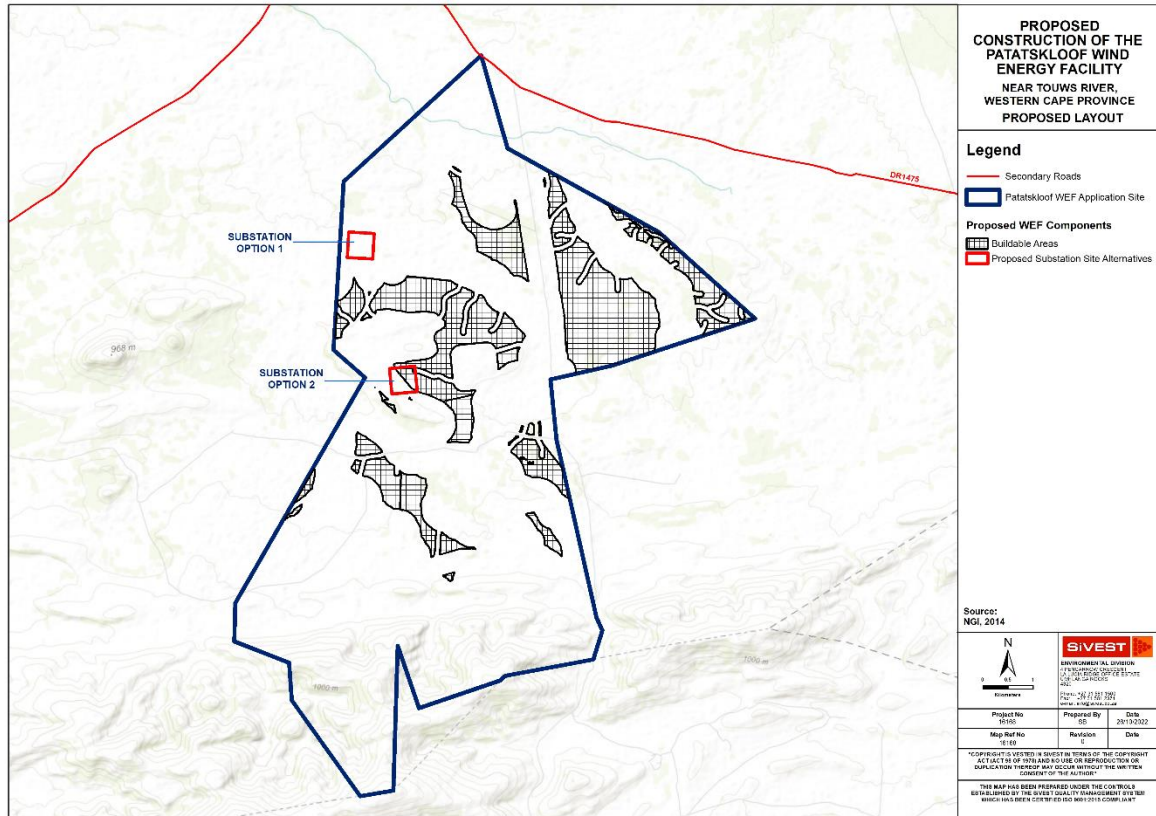 PROPOSED
CONSTRUCTION OF THE
PATATSKLOOF WIND
ENERGY FACILITY
NEAR TOUWS RIVER,
WESTERN CAPE PROVINCE
PROPOSED LAYOUT
Legend
Secondary Roads
Patatskloof WEF Application Site
Proposed WEF Components
Buildable Areas
Proposed Substation Site Alternatives
DR1475
SUBSTATION
OPTION 1
968 m
SUBSTATION
OPTION 2
1000 m
1000 m
Source:
NGI, 2014
N
0 0,5 1
Kilometers
SiVEST
ENVIRONMENTAL DIVISION
LA LUCIA RIDGE OFFICE ESTATE
Project No
Prepared By
Date
SB
28/10/2022
Map Ref No
Revision
Date
0
"COPYRIGHT IS VESTED IN SIVEST IN TERMS OF THE COPYRIGHT
ACT (ACT 98 OF 1978) AND NO USE OR REPRODUCTION OR
DUPLICATION THEREOF MAY OCCUR WITHOUT THE WRITTEN
CONSENT OF THE AUTHOR"
THIS MAP HAS BEEN PREPARED UNDER THE CONTROLS
ESTABLISHED BY THE SIVEST QUALITY MANAGEMENT SYSTEM
WHICH HAS BEEN CERTIFIED ISO 9001:2015 COMPLIANT